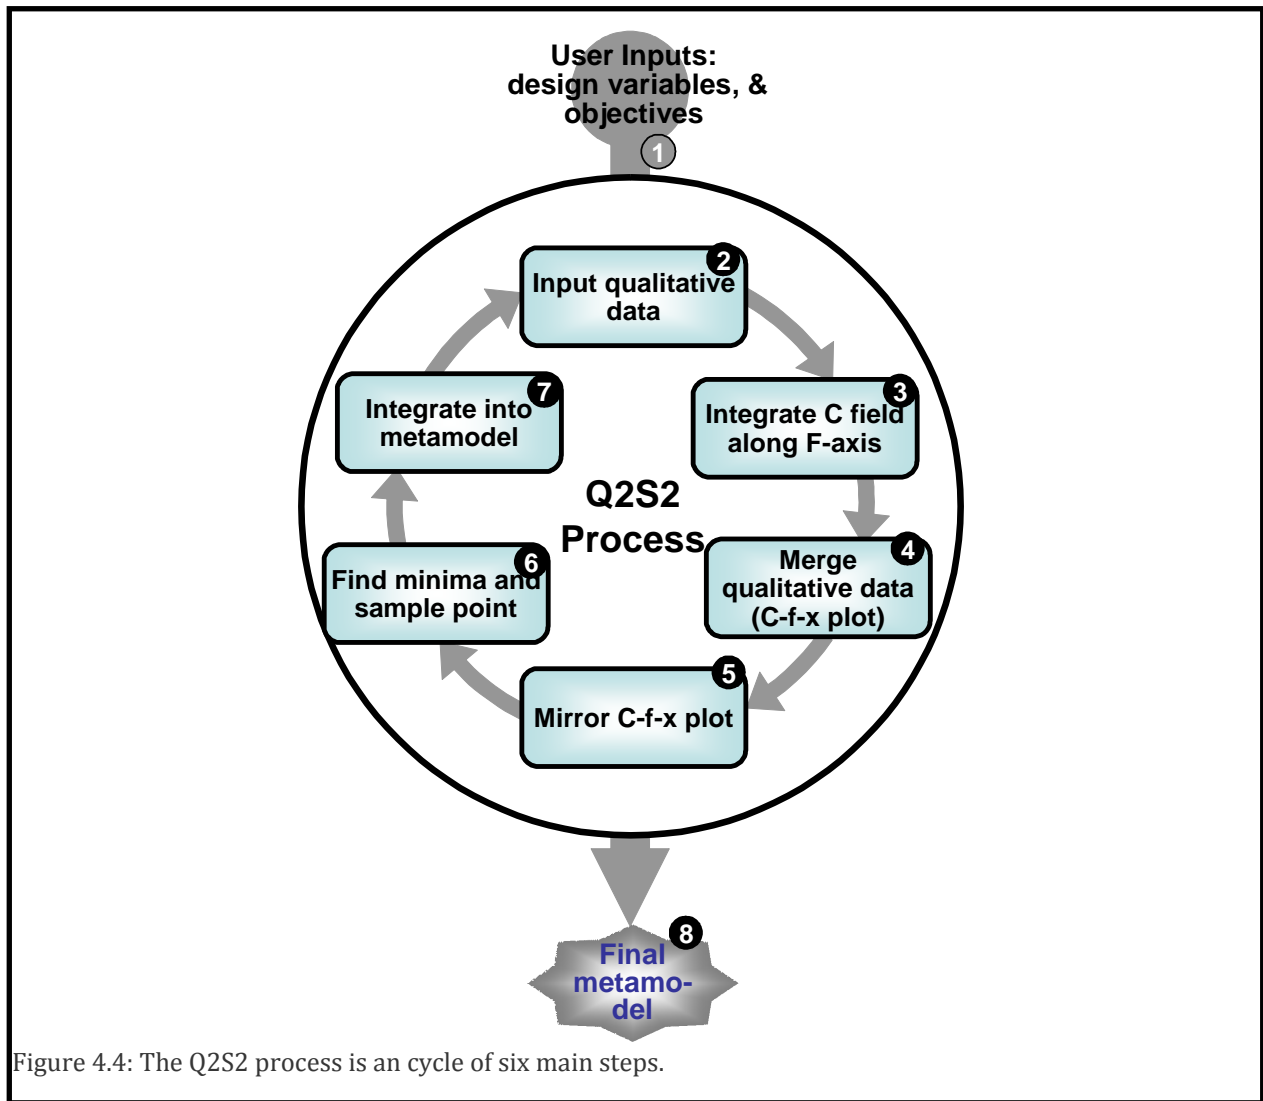 User Inputs:
design variables, &
objectives
1
2
Input qualitative
data
3
Integrate C field
along F-axis
4
Merge
qualitative data
(C-f-x plot)
5
Mirror C-f-x plot
6
Find minima and
sample point
7
Integrate into
metamodel
Q2S2
Process
8
Final
metamo-
del
Figure 4.4: The Q2S2 process is an cycle of six main steps.